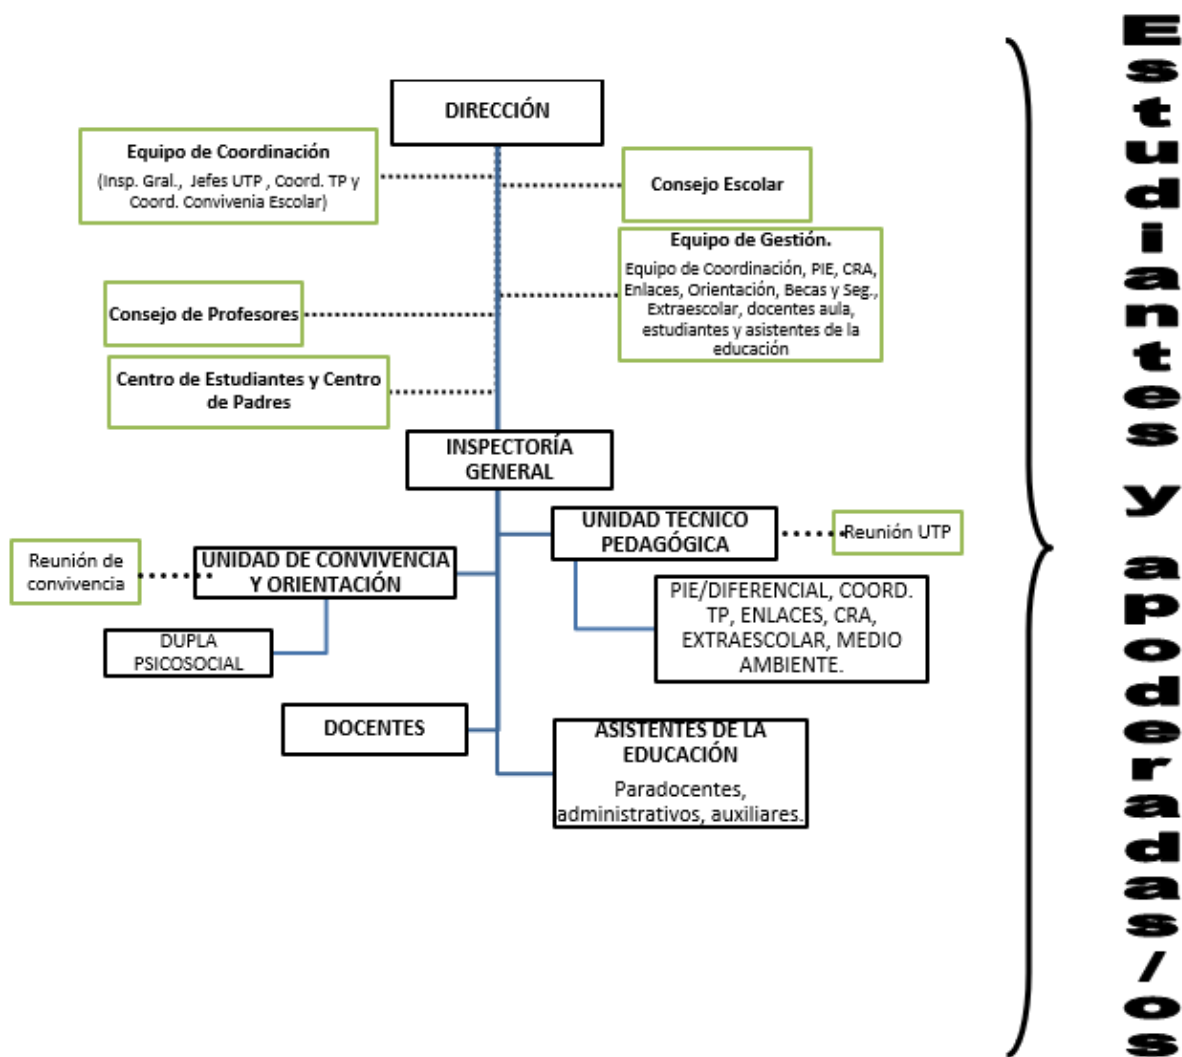 DIRECCIÓN
Equipo de Coordinación
(Insp. Gral., Jefes UTP , Coord. TP y
Coord. Convivenia Escolar)
Consejo Escolar
Equipo de Gestión.
Equipo de Coordinación, PIE, CRA,
Enlaces, Orientación, Becas y Seg.,
Extraescolar, docentes aula,
estudiantes y asistentes de la
educación
Consejo de Profesores
Centro de Estudiantes y Centro
de Padres
INSPECTORÍA
GENERAL
UNIDAD TECNICO
PEDAGÓGICA
Reunión UTP
Reunión de
convivencia
UNIDAD DE CONVIVENCIA
Y ORIENTACIÓN
PIE/DIFERENCIAL, COORD.
TP, ENLACES, CRA,
EXTRAESCOLAR, MEDIO
AMBIENTE.
DUPLA
PSICOSOCIAL
DOCENTES
ASISTENTES DE LA
EDUCACIÓN
Paradocentes,
administrativos, auxiliares.
Estudiantes y apoderadas/os